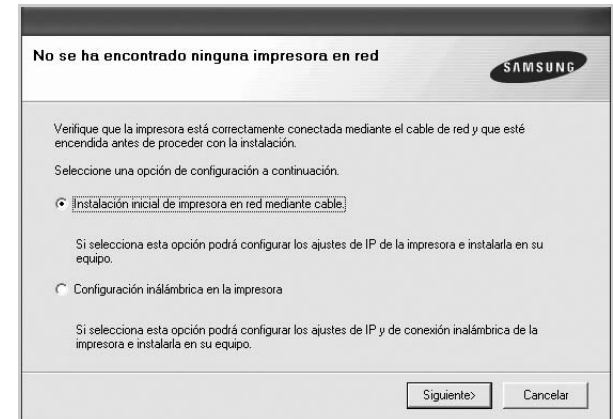 No se ha encontrado ninguna impresora en red
SAMSUNG
Verifique que la impresora está correctamente conectada mediante el cable de red y que esté
encendida antes de proceder con la instalación.
Seleccione una opción de configuración a continuación.
Instalación inicial de impresora en red mediante cable.
Si selecciona esta opción podrá configurar los ajustes de IP de la impresora e instalarla en su
equipo.
Configuración inálámbrica en la impresora
Si selecciona esta opción podrá configurar los ajustes de IP y de conexión inalámbrica de la
impresora e instalarla en su equipo.
Siguiente>
Cancelar